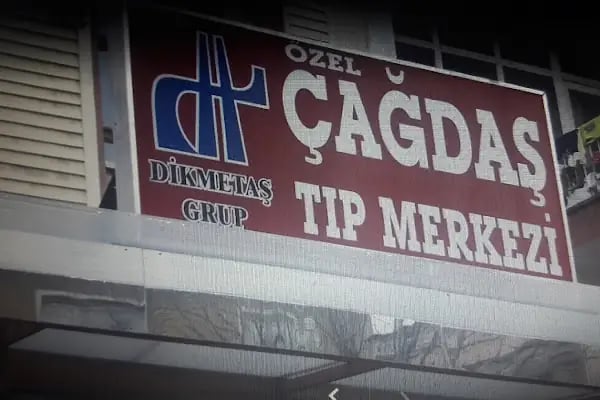 ÖZEL
ÇAĞDAŞ
TIP MERKEZİ
DİKMETAŞ
GRUP